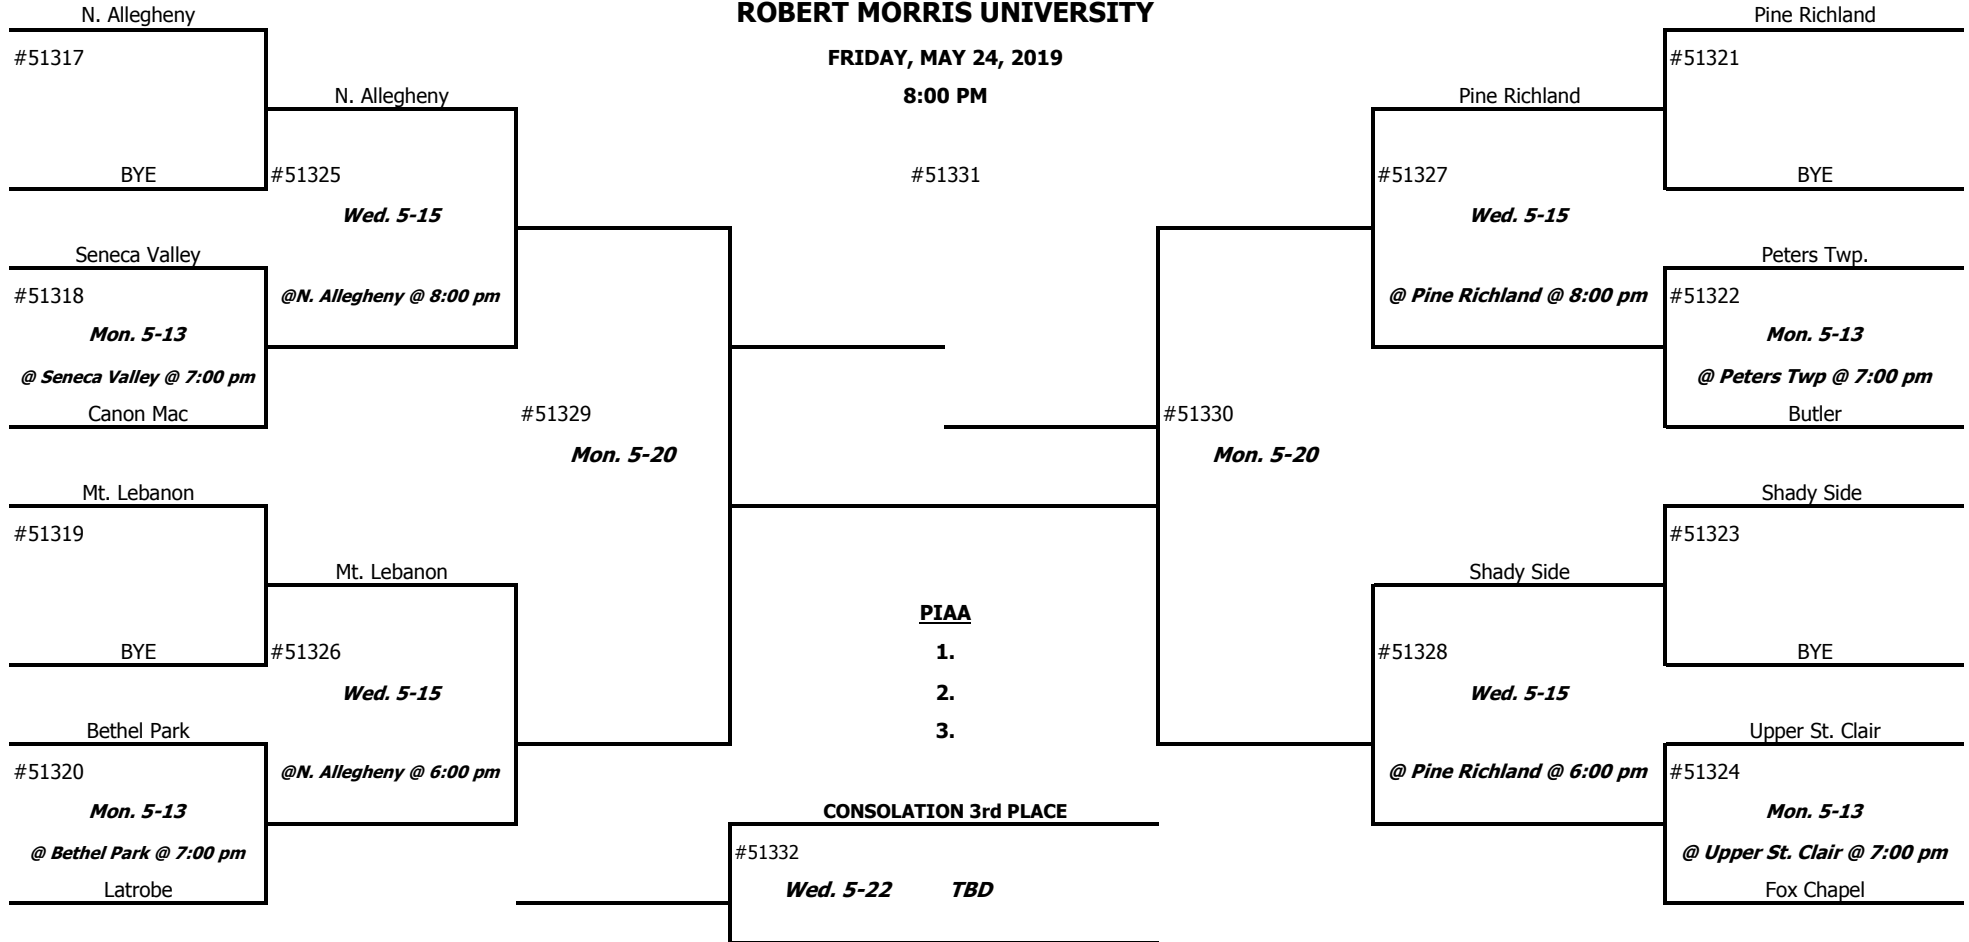 N. Allegheny
ROBERT MORRIS UNIVERSITY
Pine Richland
#51317
FRIDAY, MAY 24, 2019
#51321
N. Allegheny
8:00 PM
Pine Richland
BYE
#51325
#51331
#51327
BYE
Wed. 5-15
Wed. 5-15
Seneca Valley
Peters Twp.
#51318
@N. Allegheny @ 8:00 pm
@ Pine Richland @ 8:00 pm
#51322
Mon. 5-13
Mon. 5-13
@ Seneca Valley @ 7:00 pm
@ Peters Twp @ 7:00 pm
Canon Mac
#51329
#51330
Butler
Mon. 5-20
Mon. 5-20
Mt. Lebanon
Shady Side
#51319
#51323
Mt. Lebanon
Shady Side
PIAA
BYE
#51326
1.
#51328
BYE
Wed. 5-15
2.
Wed. 5-15
Bethel Park
3.
Upper St. Clair
#51320
@N. Allegheny @ 6:00 pm
@ Pine Richland @ 6:00 pm
#51324
Mon. 5-13
CONSOLATION 3rd PLACE
Mon. 5-13
@ Bethel Park @ 7:00 pm
#51332
@ Upper St. Clair @ 7:00 pm
Latrobe
Wed. 5-22 TBD
Fox Chapel